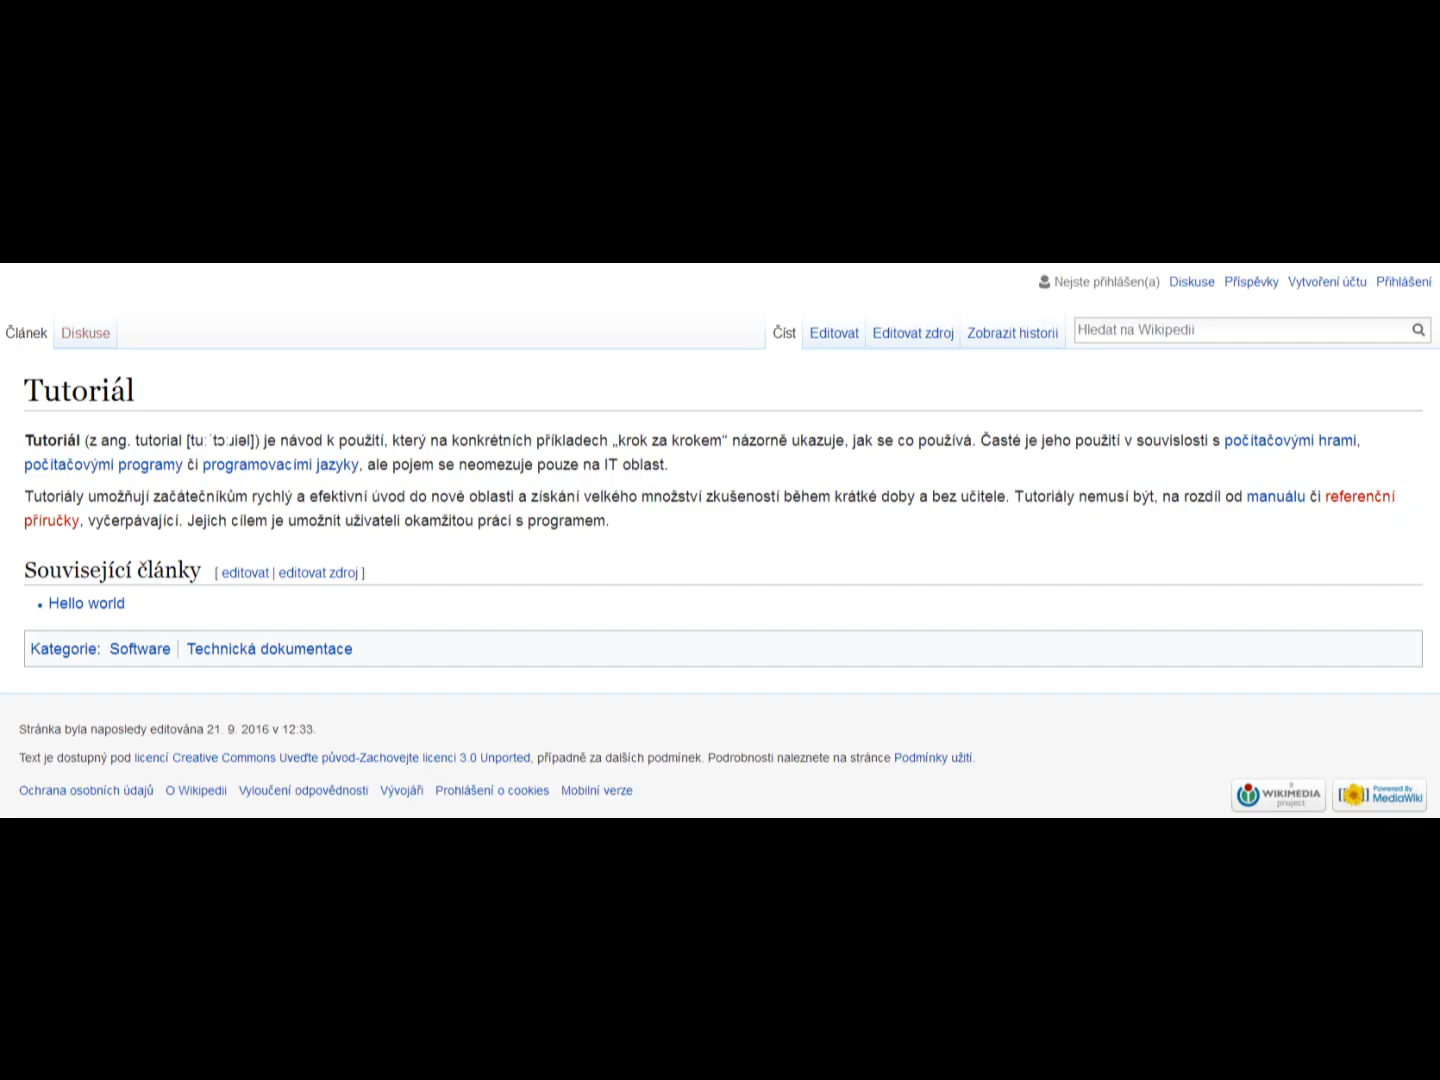 Nejste přihlášen(a) Diskuse Příspěvky Vytvoření účtu Přihlášení
Článek Diskuse Číst Editovat Editovat zdroj Zobrazit historii Hledat na Wikipedii
Tutoriál
Tutoriál (z ang. tutorial [tuːˈtɔːɹiəl]) je návod k použití, který na konkrétních příkladech „krok za krokem“ názorně ukazuje, jak se co používá. Časté je jeho použití v souvislosti s počítačovými hrami,
počítačovými programy či programovacími jazyky, ale pojem se neomezuje pouze na IT oblast.
Tutoriály umožňují začátečníkům rychlý a efektivní úvod do nové oblasti a získání velkého množství zkušeností během krátké doby a bez učitele. Tutoriály nemusí být, na rozdíl od manuálu či referenční
příručky, vyčerpávající. Jejich cílem je umožnit uživateli okamžitou práci s programem.
Související články [ editovat | editovat zdroj ]
• Hello world
Kategorie: Software | Technická dokumentace
Stránka byla naposledy editována 21. 9. 2016 v 12:33.
Text je dostupný pod licencí Creative Commons Uveďte původ-Zachovejte licenci 3.0 Unported, případně za dalších podmínek. Podrobnosti naleznete na stránce Podmínky užití.
Ochrana osobních údajů O Wikipedii Vyloučení odpovědnosti Vývojáři Prohlášení o cookies Mobilní verze
a WIKIMEDIA project Powered By MediaWiki